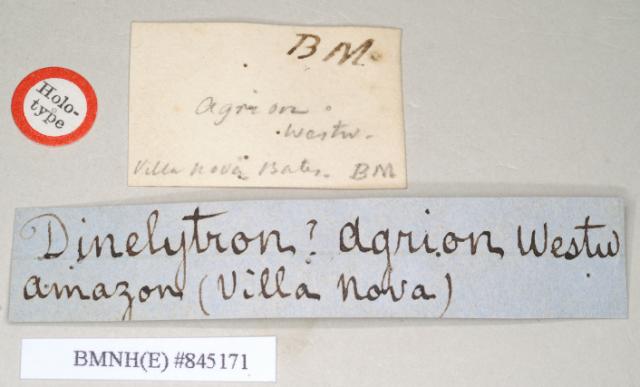 Holo-
type
BM.
Agrion.
Westw.
Villa Nova. Bates. BM
Dinelytron? Agrion Westw
Amazon (Villa Nova)
BMNH(E) #845171